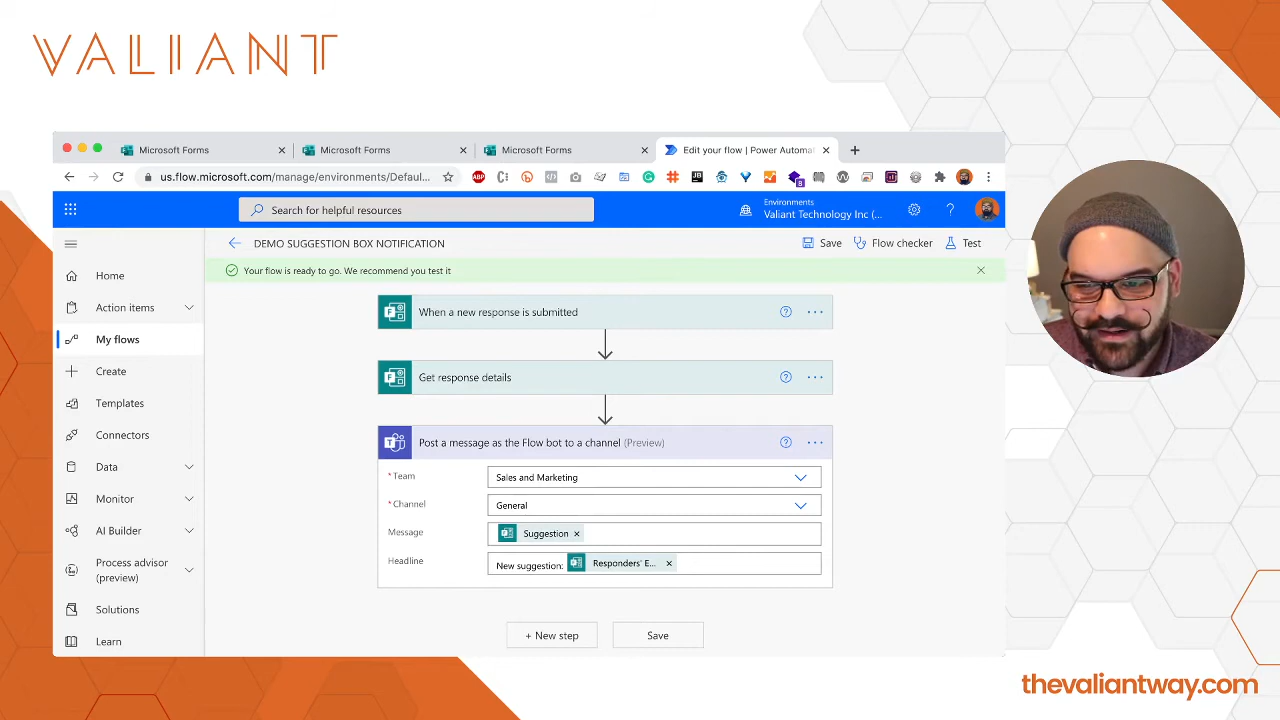 VALIANT
Microsoft Forms
Microsoft Forms
Microsoft Forms
Edit your flow | Power Automat
us.flow.microsoft.com/manage/environments/Defaul...
Search for helpful resources
Environments
Valiant Technology Inc (...
DEMO SUGGESTION BOX NOTIFICATION
Save
Flow checker
Test
Your flow is ready to go. We recommend you test it
Home
Action items
My flows
Create
Templates
Connectors
Data
Monitor
AI Builder
Process advisor
(preview)
Solutions
Learn
When a new response is submitted
Get response details
Post a message as the Flow bot to a channel (Preview)
* Team
Sales and Marketing
* Channel
General
Message
Suggestion
Headline
New suggestion: Responders' E...
+ New step
Save
thevaliantway.com